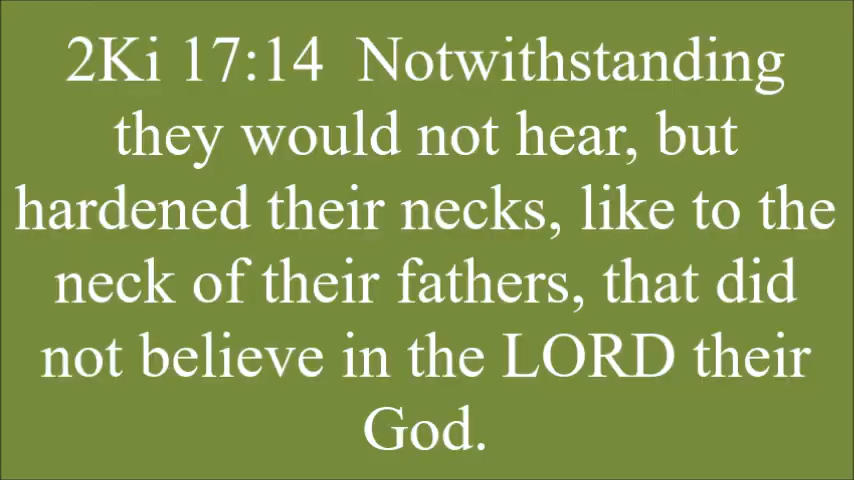 2Ki 17:14  Notwithstanding
they would not hear, but
hardened their necks, like to the
neck of their fathers, that did
not believe in the LORD their
God.